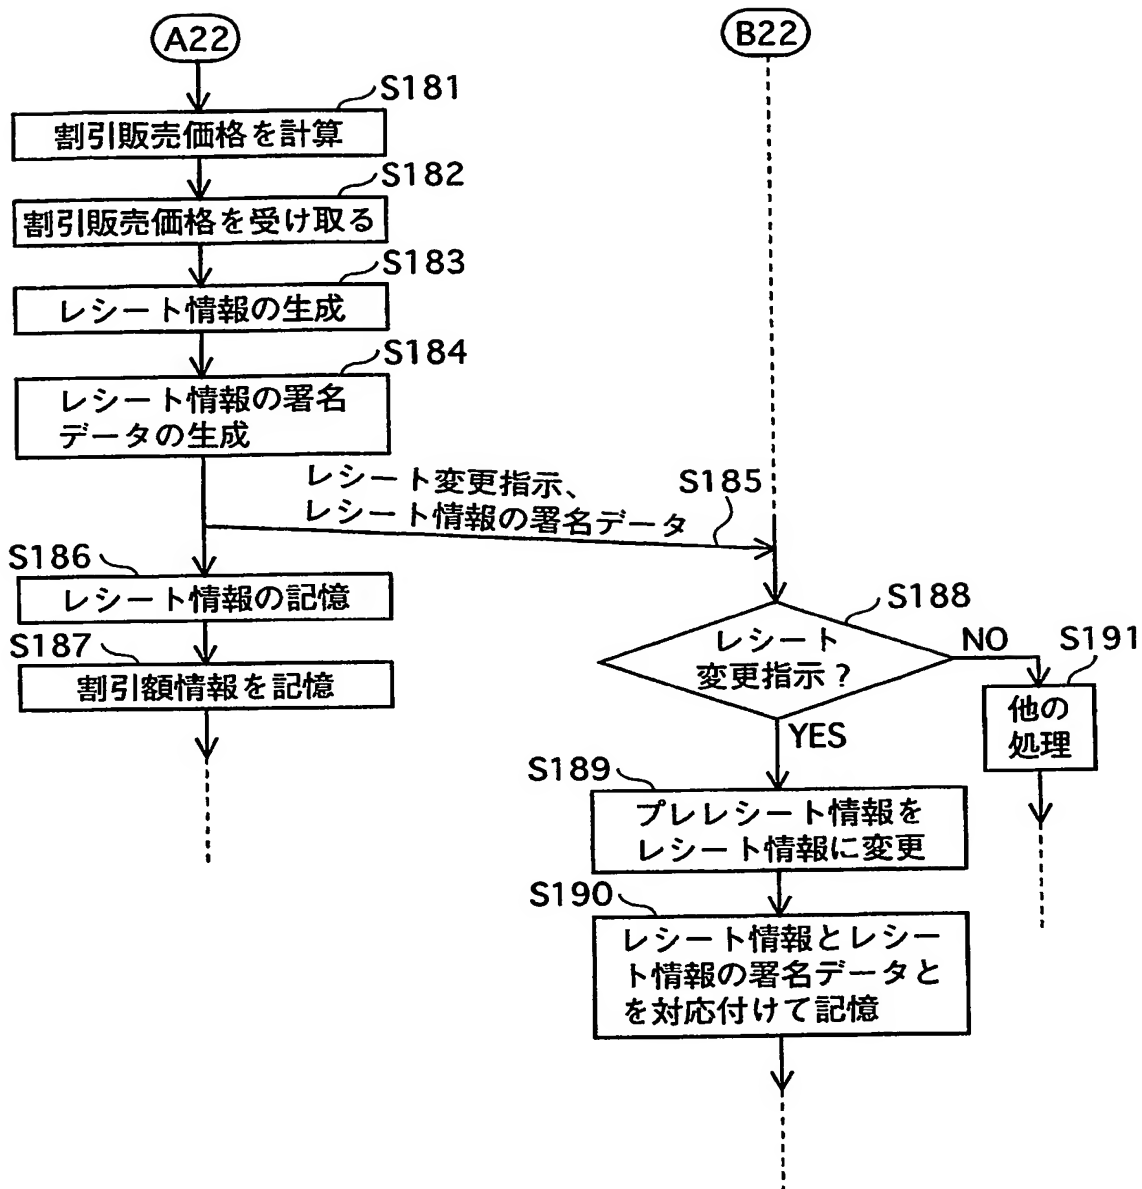 A22
S181
割引販売価格を計算
S182
割引販売価格を受け取る
S183
レシート情報の生成
S184
レシート情報の署名
データの生成
レシート変更指示、
レシート情報の署名データ
S185
S186
レシート情報の記憶
S187
割引額情報を記憶
B22
S188
レシート
変更指示?
NO
S191
他の
処理
YES
S189
プレレシート情報を
レシート情報に変更
S190
レシート情報とレシー
ト情報の署名データと
を対応付けて記憶